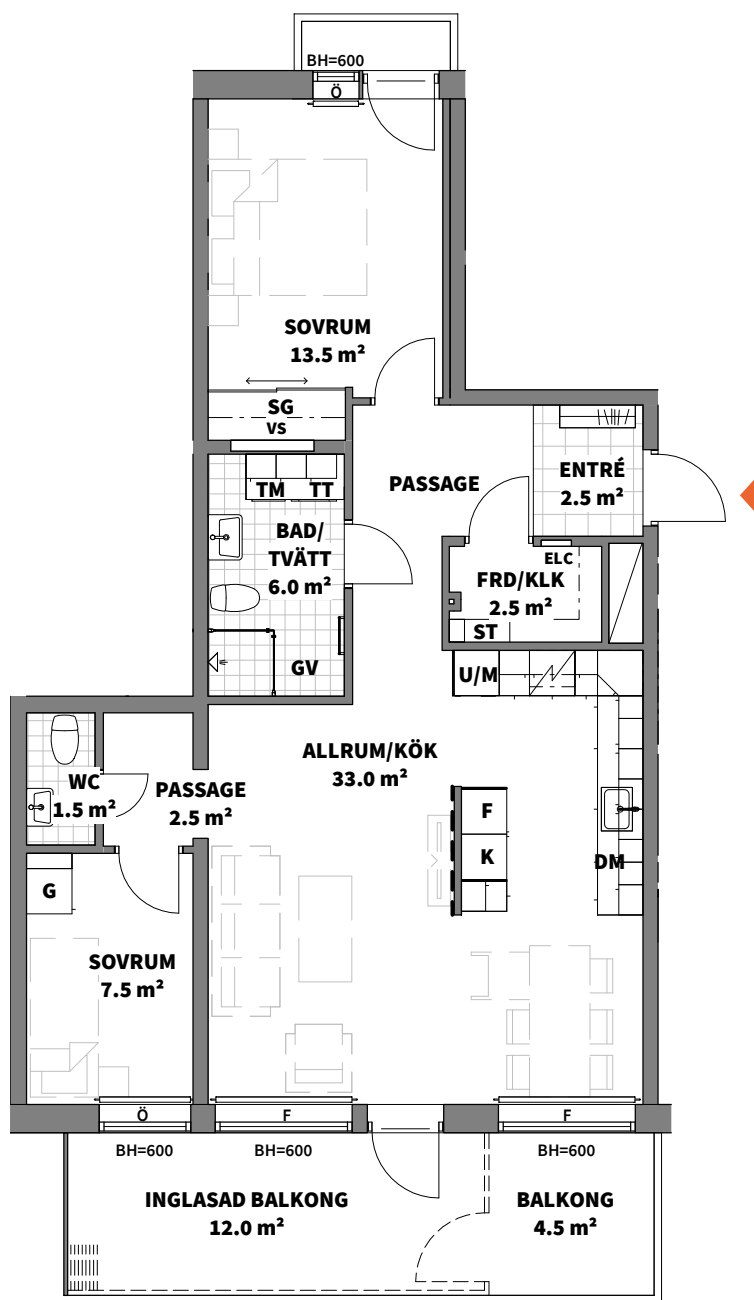 BH=600
Ö
SOVRUM
13.5 m²
SG
VS
PASSAGE
ENTRÉ
2.5 m²
TM TT
BAD/
TVÄTT
6.0 m²
GV
ELC
FRD/KLK
2.5 m²
ST
U/M
WC
1.5 m²
PASSAGE
2.5 m²
ALLRUM/KÖK
33.0 m²
F
K
DM
G
SOVRUM
7.5 m²
Ö
F
F
BH=600
BH=600
BH=600
INGLASAD BALKONG
12.0 m²
BALKONG
4.5 m²